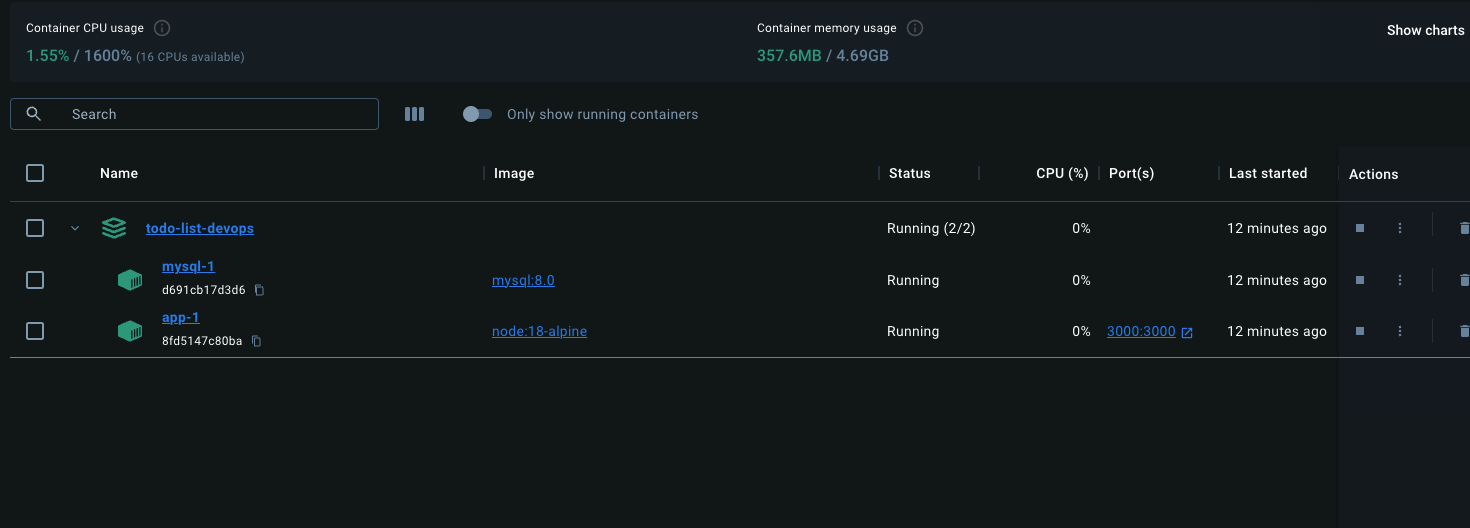 Container CPU usage
1.55% / 1600% (16 CPUs available)
Container memory usage
357.6MB / 4.69GB
Show charts
Search
Only show running containers
Name Image Status CPU (%) Port(s) Last started Actions
todo-list-devops Running (2/2) 0% 12 minutes ago
mysql-1
d691cb17d3d6
mysql:8.0 Running 0% 12 minutes ago
app-1
8fd5147c80ba
node:18-alpine Running 0% 3000:3000 12 minutes ago